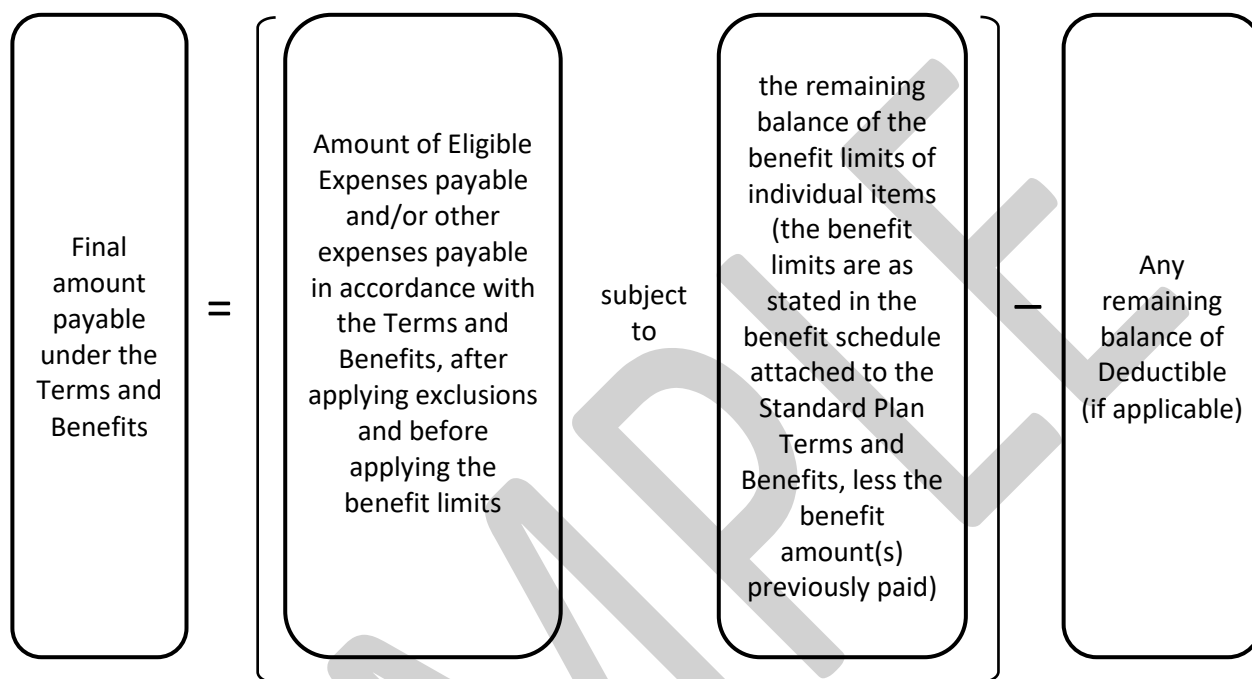 Final
amount
payable
under the
Terms and
Benefits
=
Amount of Eligible
Expenses payable
and/or other
expenses payable
in accordance with
the Terms and
Benefits, after
applying exclusions
and before
applying the
benefit limits
subject
to
the remaining
balance of the
benefit limits of
individual items
(the benefit
limits are as
stated in the
benefit schedule
attached to the
Standard Plan
Terms and
Benefits, less the
benefit
amount(s)
previously paid)
–
Any
remaining
balance of
Deductible
(if applicable)
MPLE